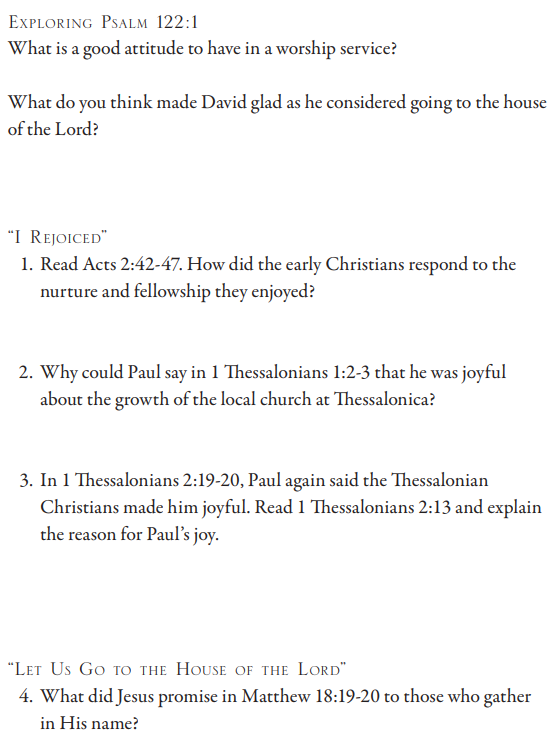 Exploring Psalm 122:1
What is a good attitude to have in a worship service?
What do you think made David glad as he considered going to the house
of the Lord?
“I Rejoiced”
1. Read Acts 2:42-47. How did the early Christians respond to the
nurture and fellowship they enjoyed?
2. Why could Paul say in 1 Thessalonians 1:2-3 that he was joyful
about the growth of the local church at Thessalonica?
3. In 1 Thessalonians 2:19-20, Paul again said the Thessalonian
Christians made him joyful. Read 1 Thessalonians 2:13 and explain
the reason for Paul’s joy.
“Let Us Go to the House of the Lord”
4. What did Jesus promise in Matthew 18:19-20 to those who gather
in His name?